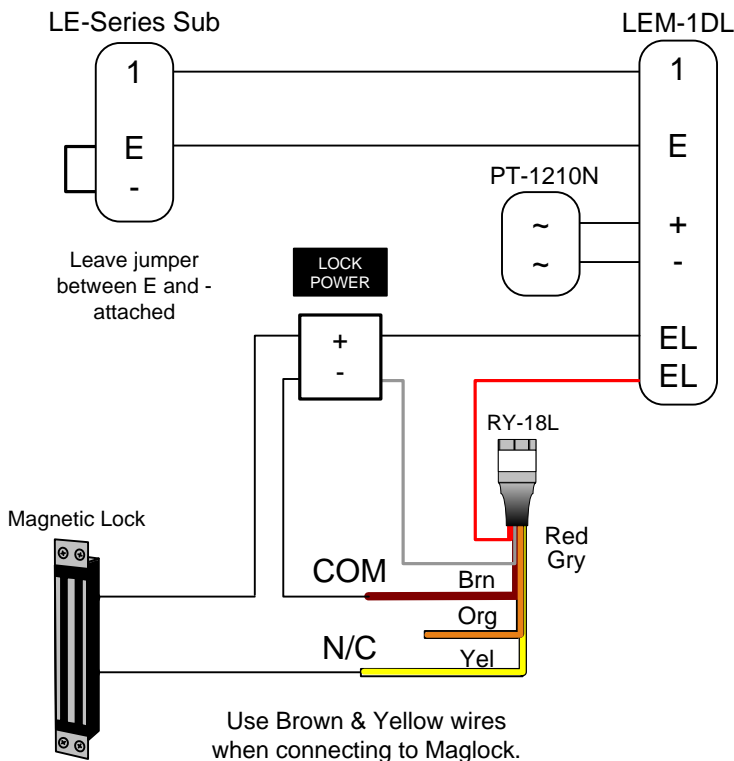 LE-Series Sub
LEM-1DL
1
1
E
E
-
PT-1210N
~
~
+
-
Leave jumper
between E and -
attached
LOCK
POWER
+
-
EL
EL
RY-18L
Magnetic Lock
Red
Gry
COM
Brn
Org
N/C
Yel
Use Brown & Yellow wires
when connecting to Maglock.